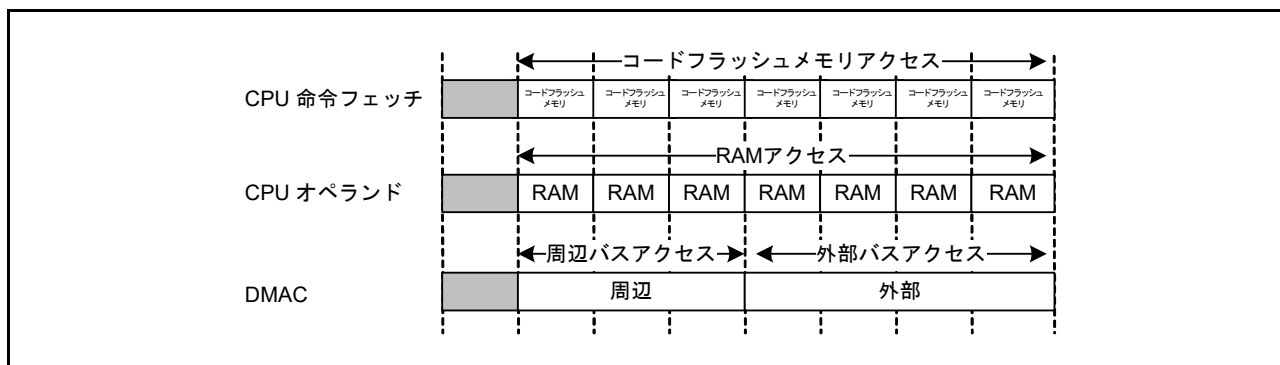 コードフラッシュメモリアクセス
CPU 命令フェッチ
コードフラッシュ
メモリ
コードフラッシュ
メモリ
コードフラッシュ
メモリ
コードフラッシュ
メモリ
コードフラッシュ
メモリ
コードフラッシュ
メモリ
コードフラッシュ
メモリ
RAMアクセス
CPU オペランド
RAM
RAM
RAM
RAM
RAM
RAM
RAM
周辺バスアクセス
外部バスアクセス
DMAC
周辺
外部